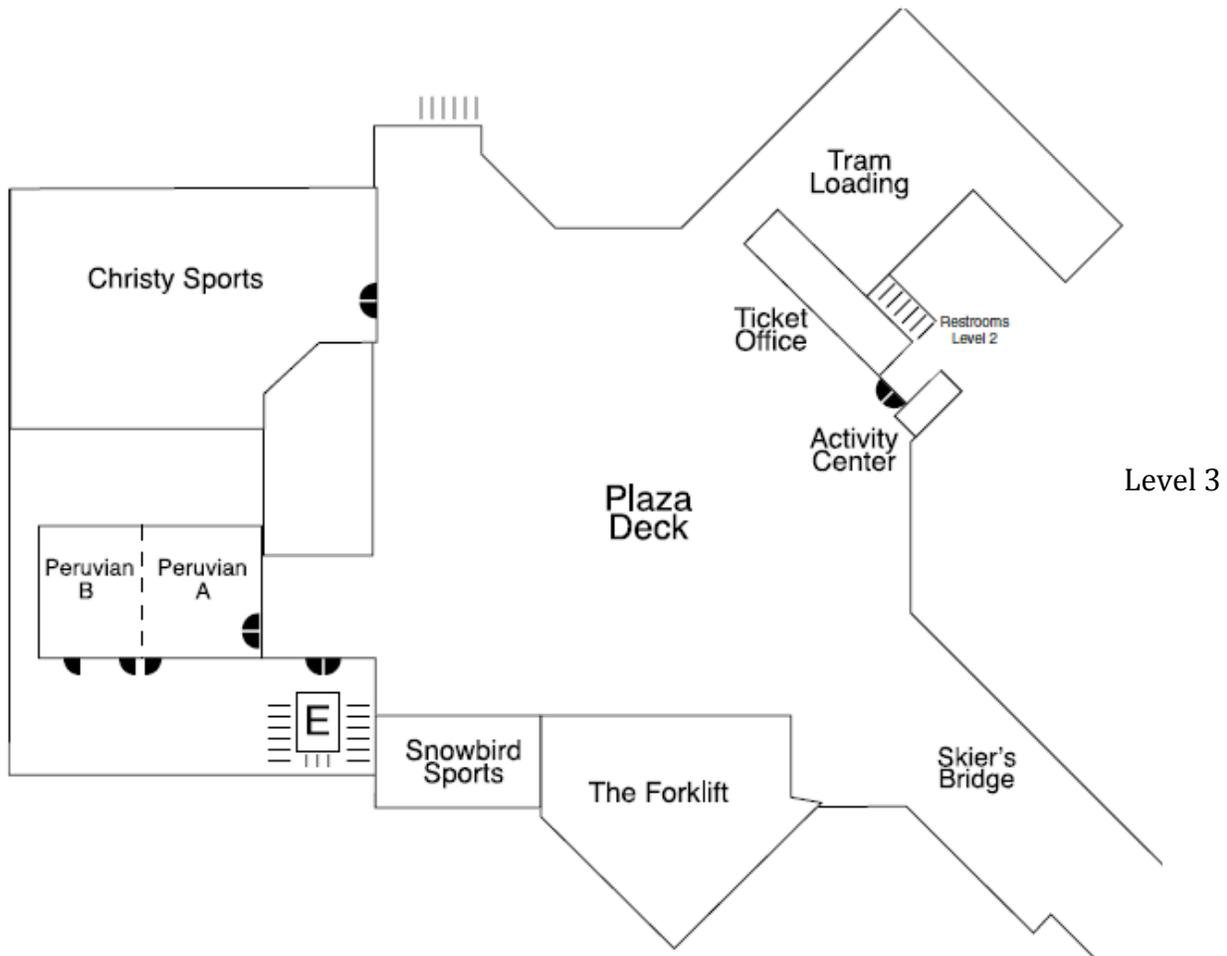 Tram
Loading
Christy Sports
Ticket
Office
Restrooms
Level 2
Activity
Center
Level 3
Plaza
Deck
Peruvian
B
Peruvian
A
E
Snowbird
Sports
The Forklift
Skier's
Bridge